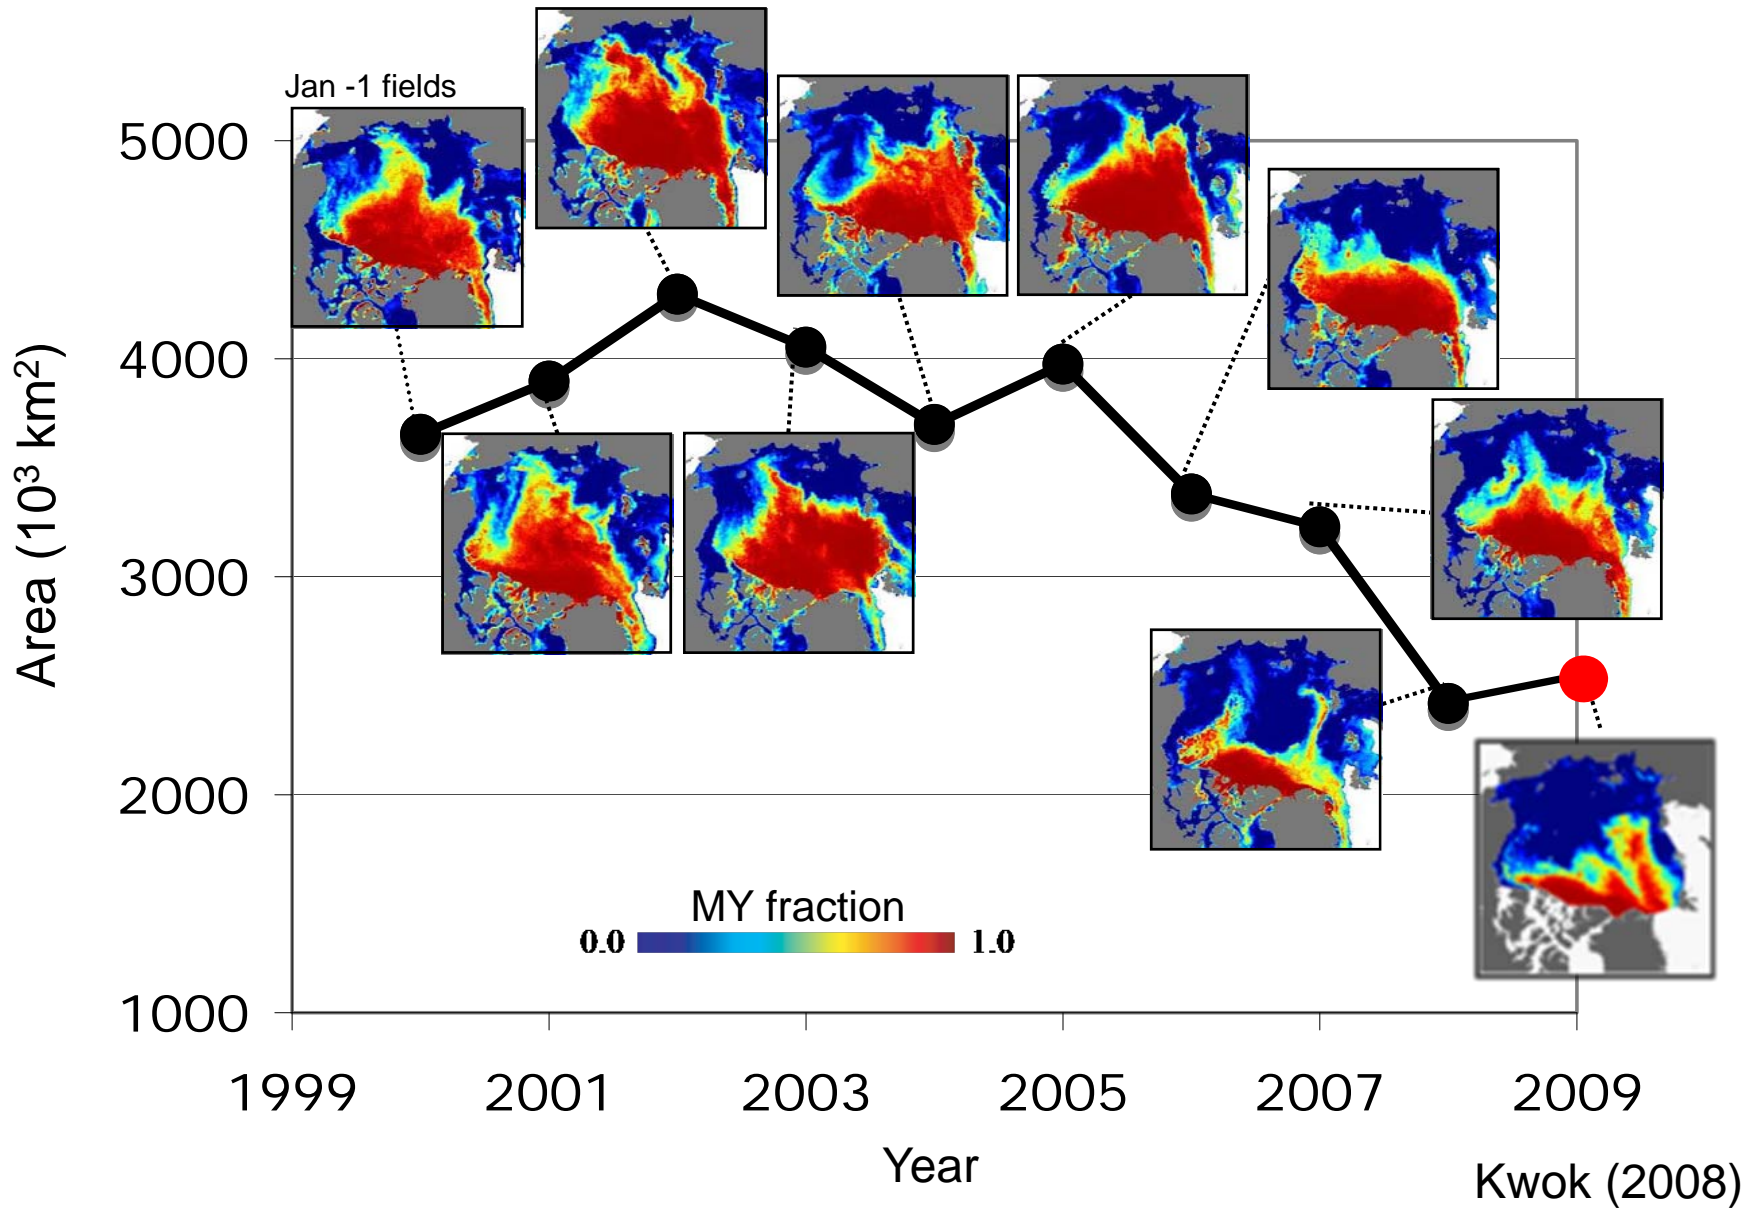 Jan -1 fields
5000
4000
3000
2000
1000
Area (10³ km²)
MY fraction
0.0 1.0
1999 2001 2003 2005 2007 2009
Year
Kwok (2008)